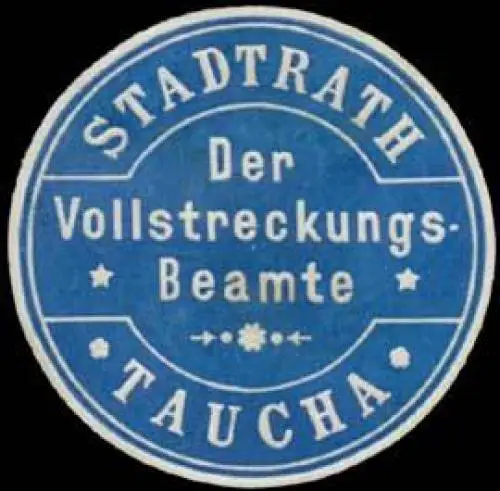 STADTRATH
Der
Vollstreckungs-
Beamte
TAUCHA